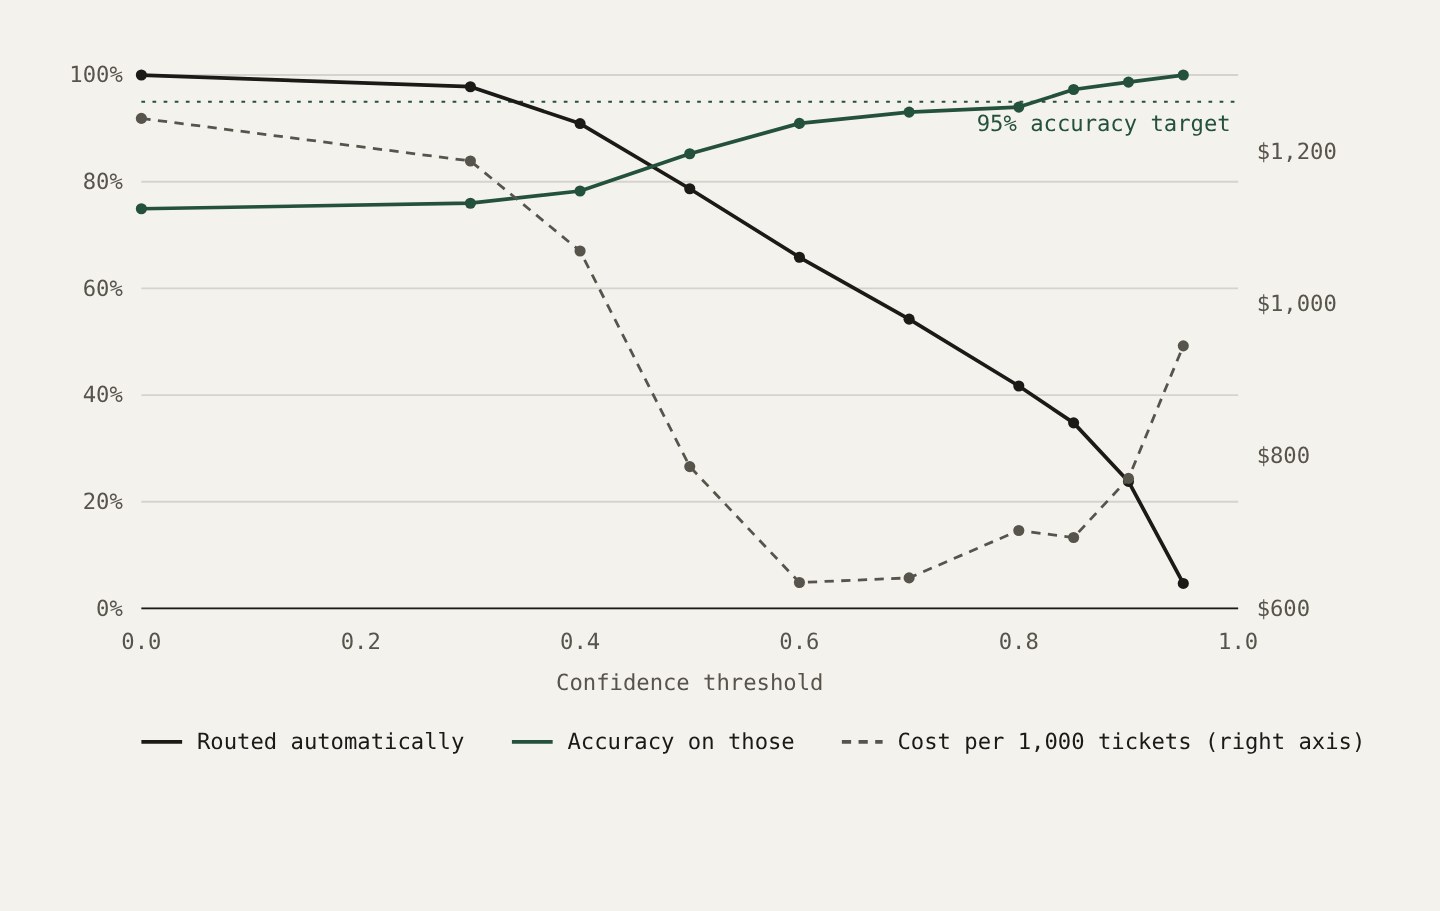 100%
95% accuracy target
$1,200
80%
60%
$1,000
40%
$800
20%
0%
$600
0.0 0.2 0.4 0.6 0.8 1.0
Confidence threshold
Routed automatically Accuracy on those Cost per 1,000 tickets (right axis)